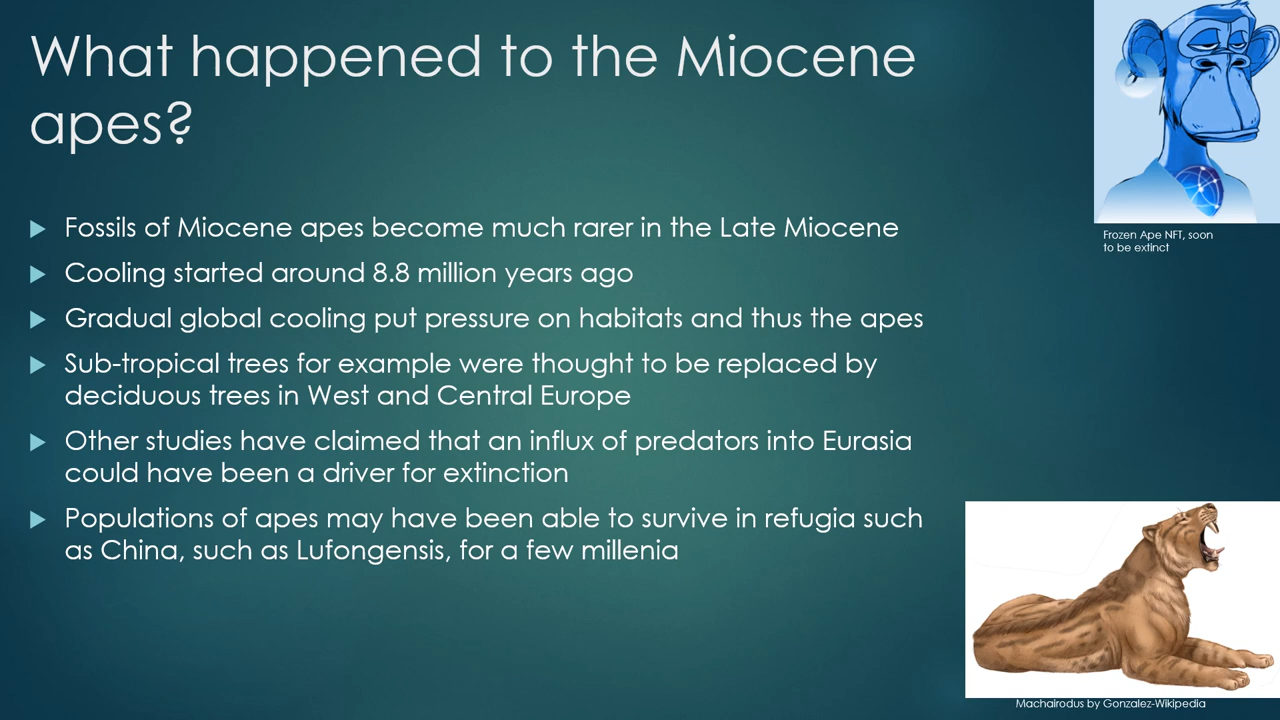 What happened to the Miocene
apes?
Fossils of Miocene apes become much rarer in the Late Miocene
Cooling started around 8.8 million years ago
Gradual global cooling put pressure on habitats and thus the apes
Sub-tropical trees for example were thought to be replaced by
deciduous trees in West and Central Europe
Other studies have claimed that an influx of predators into Eurasia
could have been a driver for extinction
Populations of apes may have been able to survive in refugia such
as China, such as Lufongensis, for a few millenia
Frozen Ape NFT, soon
to be extinct
Machairodus by Gonzalez-Wikipedia